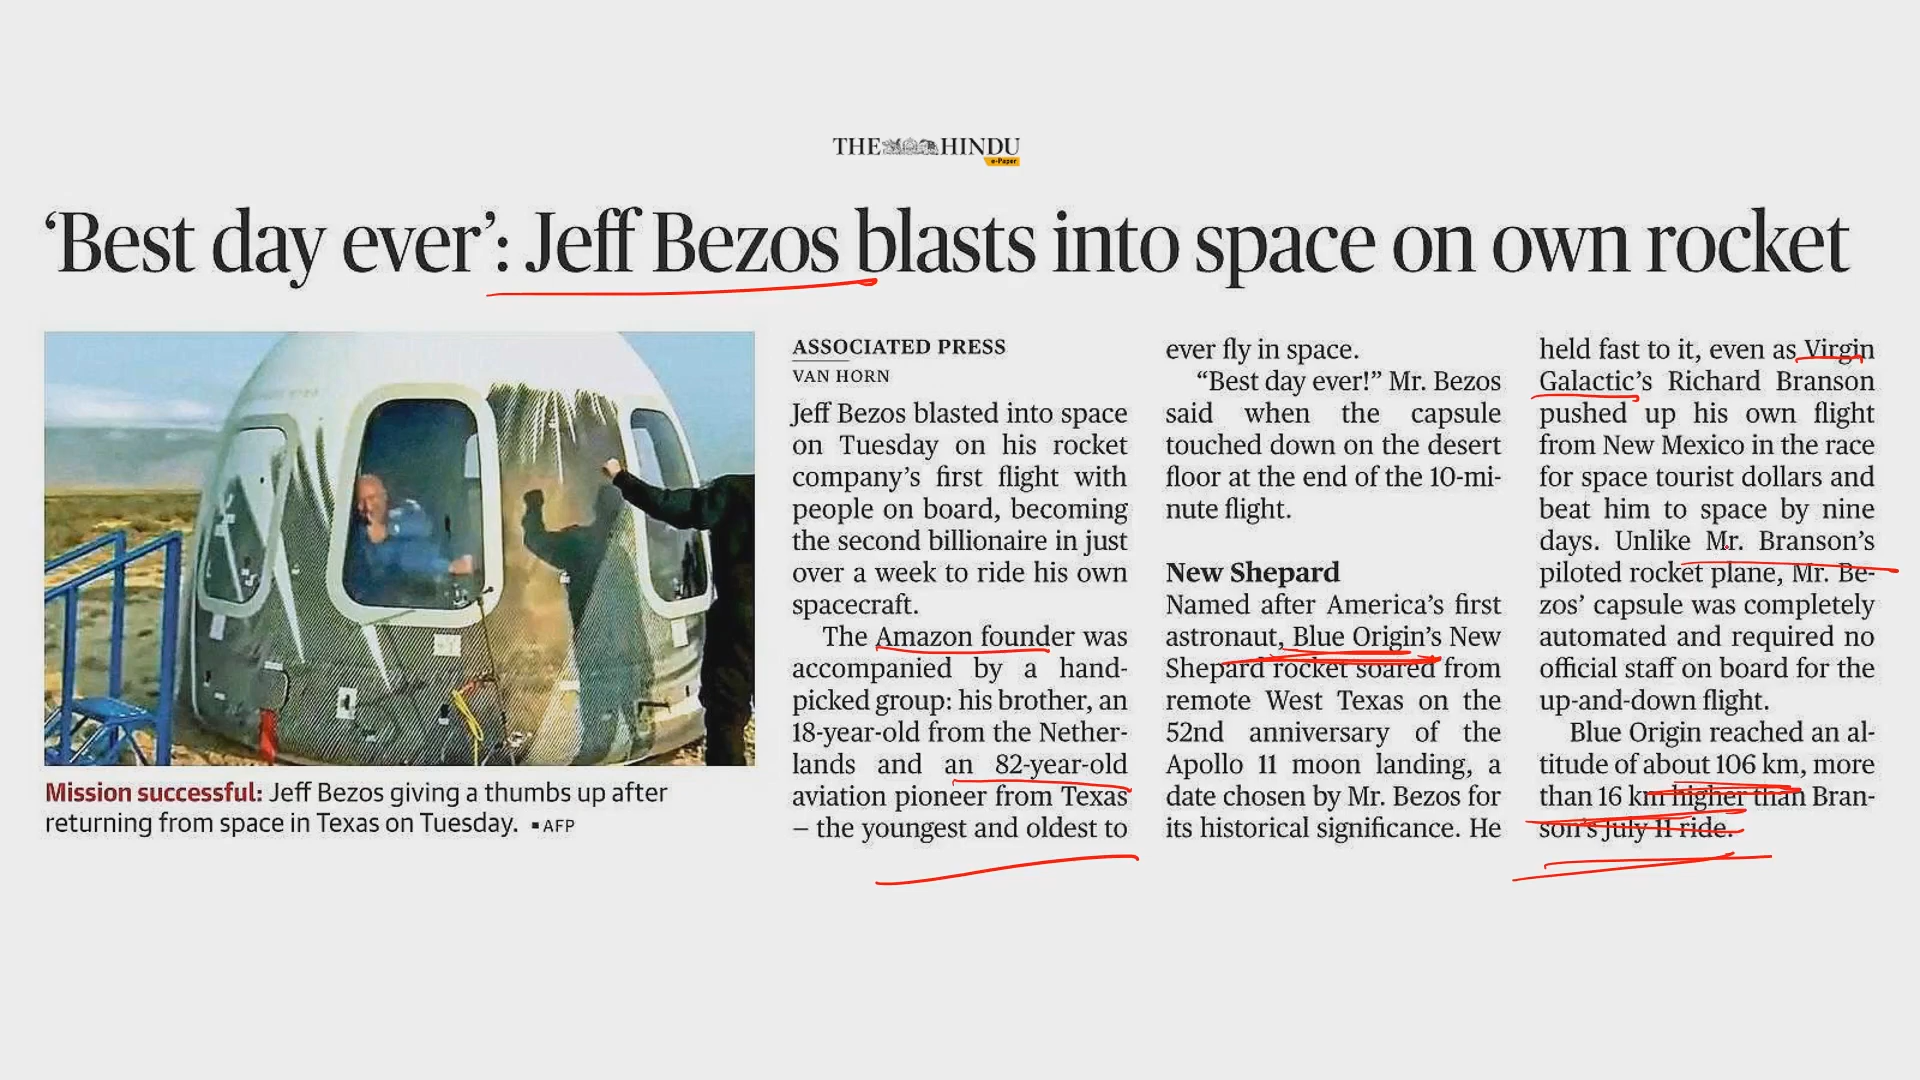 THE HINDU
e-Paper
‘Best day ever’: Jeff Bezos blasts into space on own rocket
Mission successful: Jeff Bezos giving a thumbs up after
returning from space in Texas on Tuesday. ▪ AFP
ASSOCIATED PRESS
VAN HORN
Jeff Bezos blasted into space
on Tuesday on his rocket
company’s first flight with
people on board, becoming
the second billionaire in just
over a week to ride his own
spacecraft.
The Amazon founder was
accompanied by a hand-
picked group: his brother, an
18-year-old from the Nether-
lands and an 82-year-old
aviation pioneer from Texas
– the youngest and oldest to
ever fly in space.
“Best day ever!” Mr. Bezos
said when the capsule
touched down on the desert
floor at the end of the 10-mi-
nute flight.
New Shepard
Named after America’s first
astronaut, Blue Origin’s New
Shepard rocket soared from
remote West Texas on the
52nd anniversary of the
Apollo 11 moon landing, a
date chosen by Mr. Bezos for
its historical significance. He
held fast to it, even as Virgin
Galactic’s Richard Branson
pushed up his own flight
from New Mexico in the race
for space tourist dollars and
beat him to space by nine
days. Unlike Mr. Branson’s
piloted rocket plane, Mr. Be-
zos’ capsule was completely
automated and required no
official staff on board for the
up-and-down flight.
Blue Origin reached an al-
titude of about 106 km, more
than 16 km higher than Bran-
son’s July 11 ride.